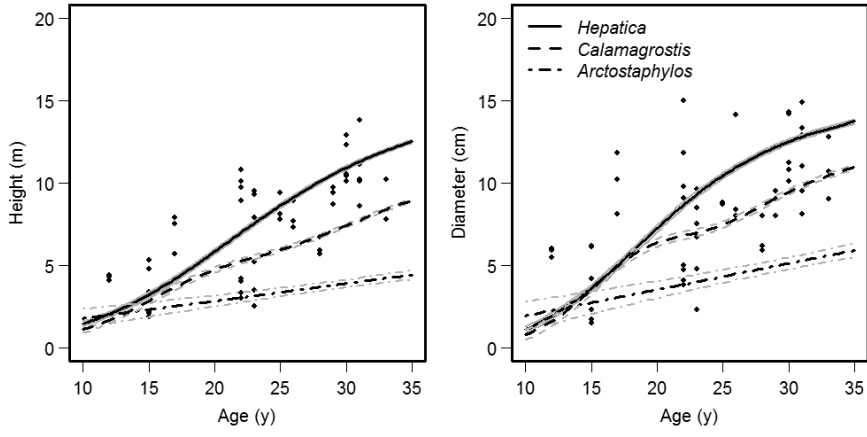 20
15
10
5
0
Height (m)
10 15 20 25 30 35
Age (y)
20
15
10
5
0
Diameter (cm)
Hepatica
Calamagrostis
Arctostaphylos
10 15 20 25 30 35
Age (y)